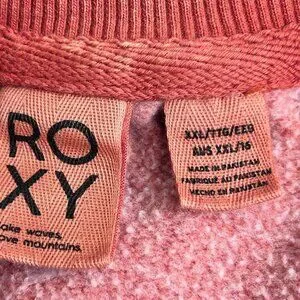 RO
XY
ake waves.
ove mountains.
XXL/TTG/EEG
AUS XXL/16
MADE IN PAKISTAN
FABRIQUÉ AU PAKISTAN
HECHO EN PAKISTÁN